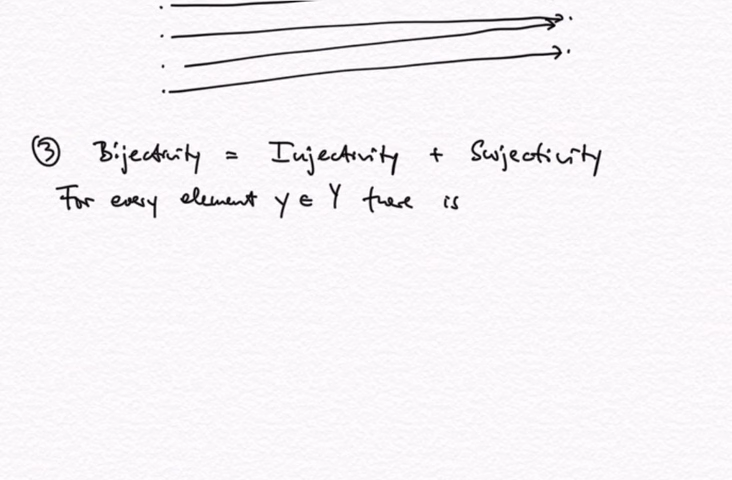 ③ Bijectivity = Injectivity + Surjectivity
For every element y ∈ Y there is